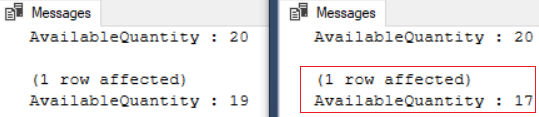 Messages
AvailableQuantity : 20
(1 row affected)
AvailableQuantity : 19
Messages
AvailableQuantity : 20
(1 row affected)
AvailableQuantity : 17